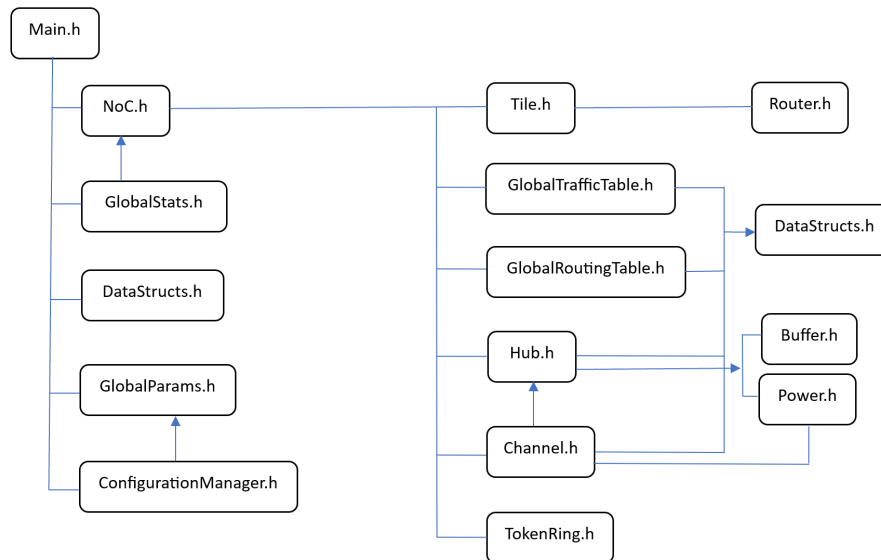 Main.h
NoC.h
Tile.h
Router.h
GlobalStats.h
GlobalTrafficTable.h
DataStructs.h
GlobalRoutingTable.h
DataStructs.h
Hub.h
Buffer.h
GlobalParams.h
Power.h
Channel.h
ConfigurationManager.h
TokenRing.h